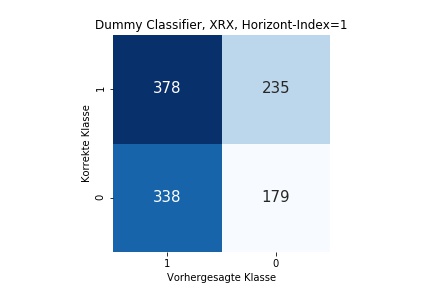 Dummy Classifier, XRX, Horizont-Index=1
Korrekte Klasse
1
378
235
0
338
179
1
0
Vorhergesagte Klasse